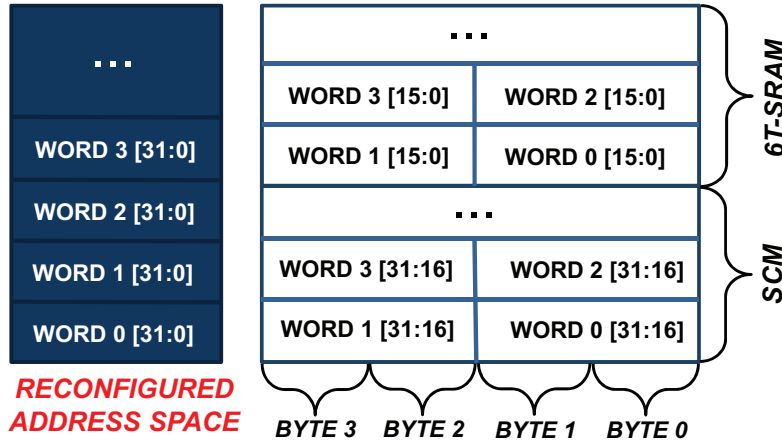 ...
WORD 3 [31:0]
WORD 2 [31:0]
WORD 1 [31:0]
WORD 0 [31:0]
RECONFIGURED
ADDRESS SPACE
...
WORD 3 [15:0] WORD 2 [15:0]
WORD 1 [15:0] WORD 0 [15:0]
...
WORD 3 [31:16] WORD 2 [31:16]
WORD 1 [31:16] WORD 0 [31:16]
BYTE 3 BYTE 2 BYTE 1 BYTE 0
6T-SRAM
SCM